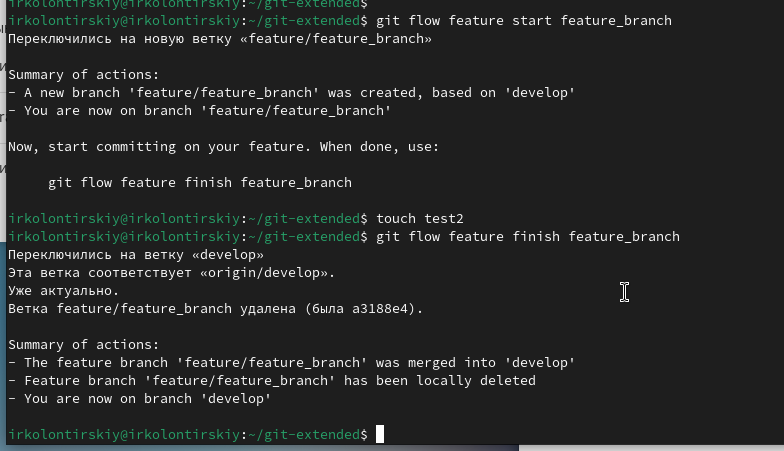 irkolontirskiy@irkolontirskiy:~/git-extended$
irkolontirskiy@irkolontirskiy:~/git-extended$ git flow feature start feature_branch
Переключились на новую ветку «feature/feature_branch»
Summary of actions:
- A new branch 'feature/feature_branch' was created, based on 'develop'
- You are now on branch 'feature/feature_branch'
Now, start committing on your feature. When done, use:
git flow feature finish feature_branch
irkolontirskiy@irkolontirskiy:~/git-extended$ touch test2
irkolontirskiy@irkolontirskiy:~/git-extended$ git flow feature finish feature_branch
Переключились на ветку «develop»
Эта ветка соответствует «origin/develop».
Уже актуально.
Ветка feature/feature_branch удалена (была a3188e4).
Summary of actions:
- The feature branch 'feature/feature_branch' was merged into 'develop'
- Feature branch 'feature/feature_branch' has been locally deleted
- You are now on branch 'develop'
irkolontirskiy@irkolontirskiy:~/git-extended$